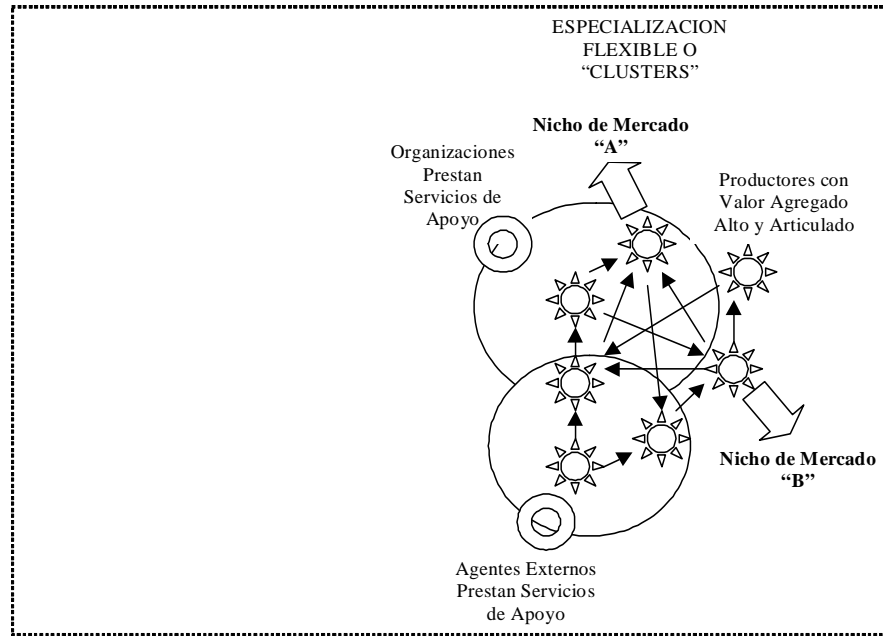 ESPECIALIZACION
FLEXIBLE O
“CLUSTERS”
Nicho de Mercado
“A”
Organizaciones
Prestan
Servicios de
Apoyo
Productores con
Valor Agregado
Alto y Articulado
Nicho de Mercado
“B”
Agentes Externos
Prestan Servicios
de Apoyo